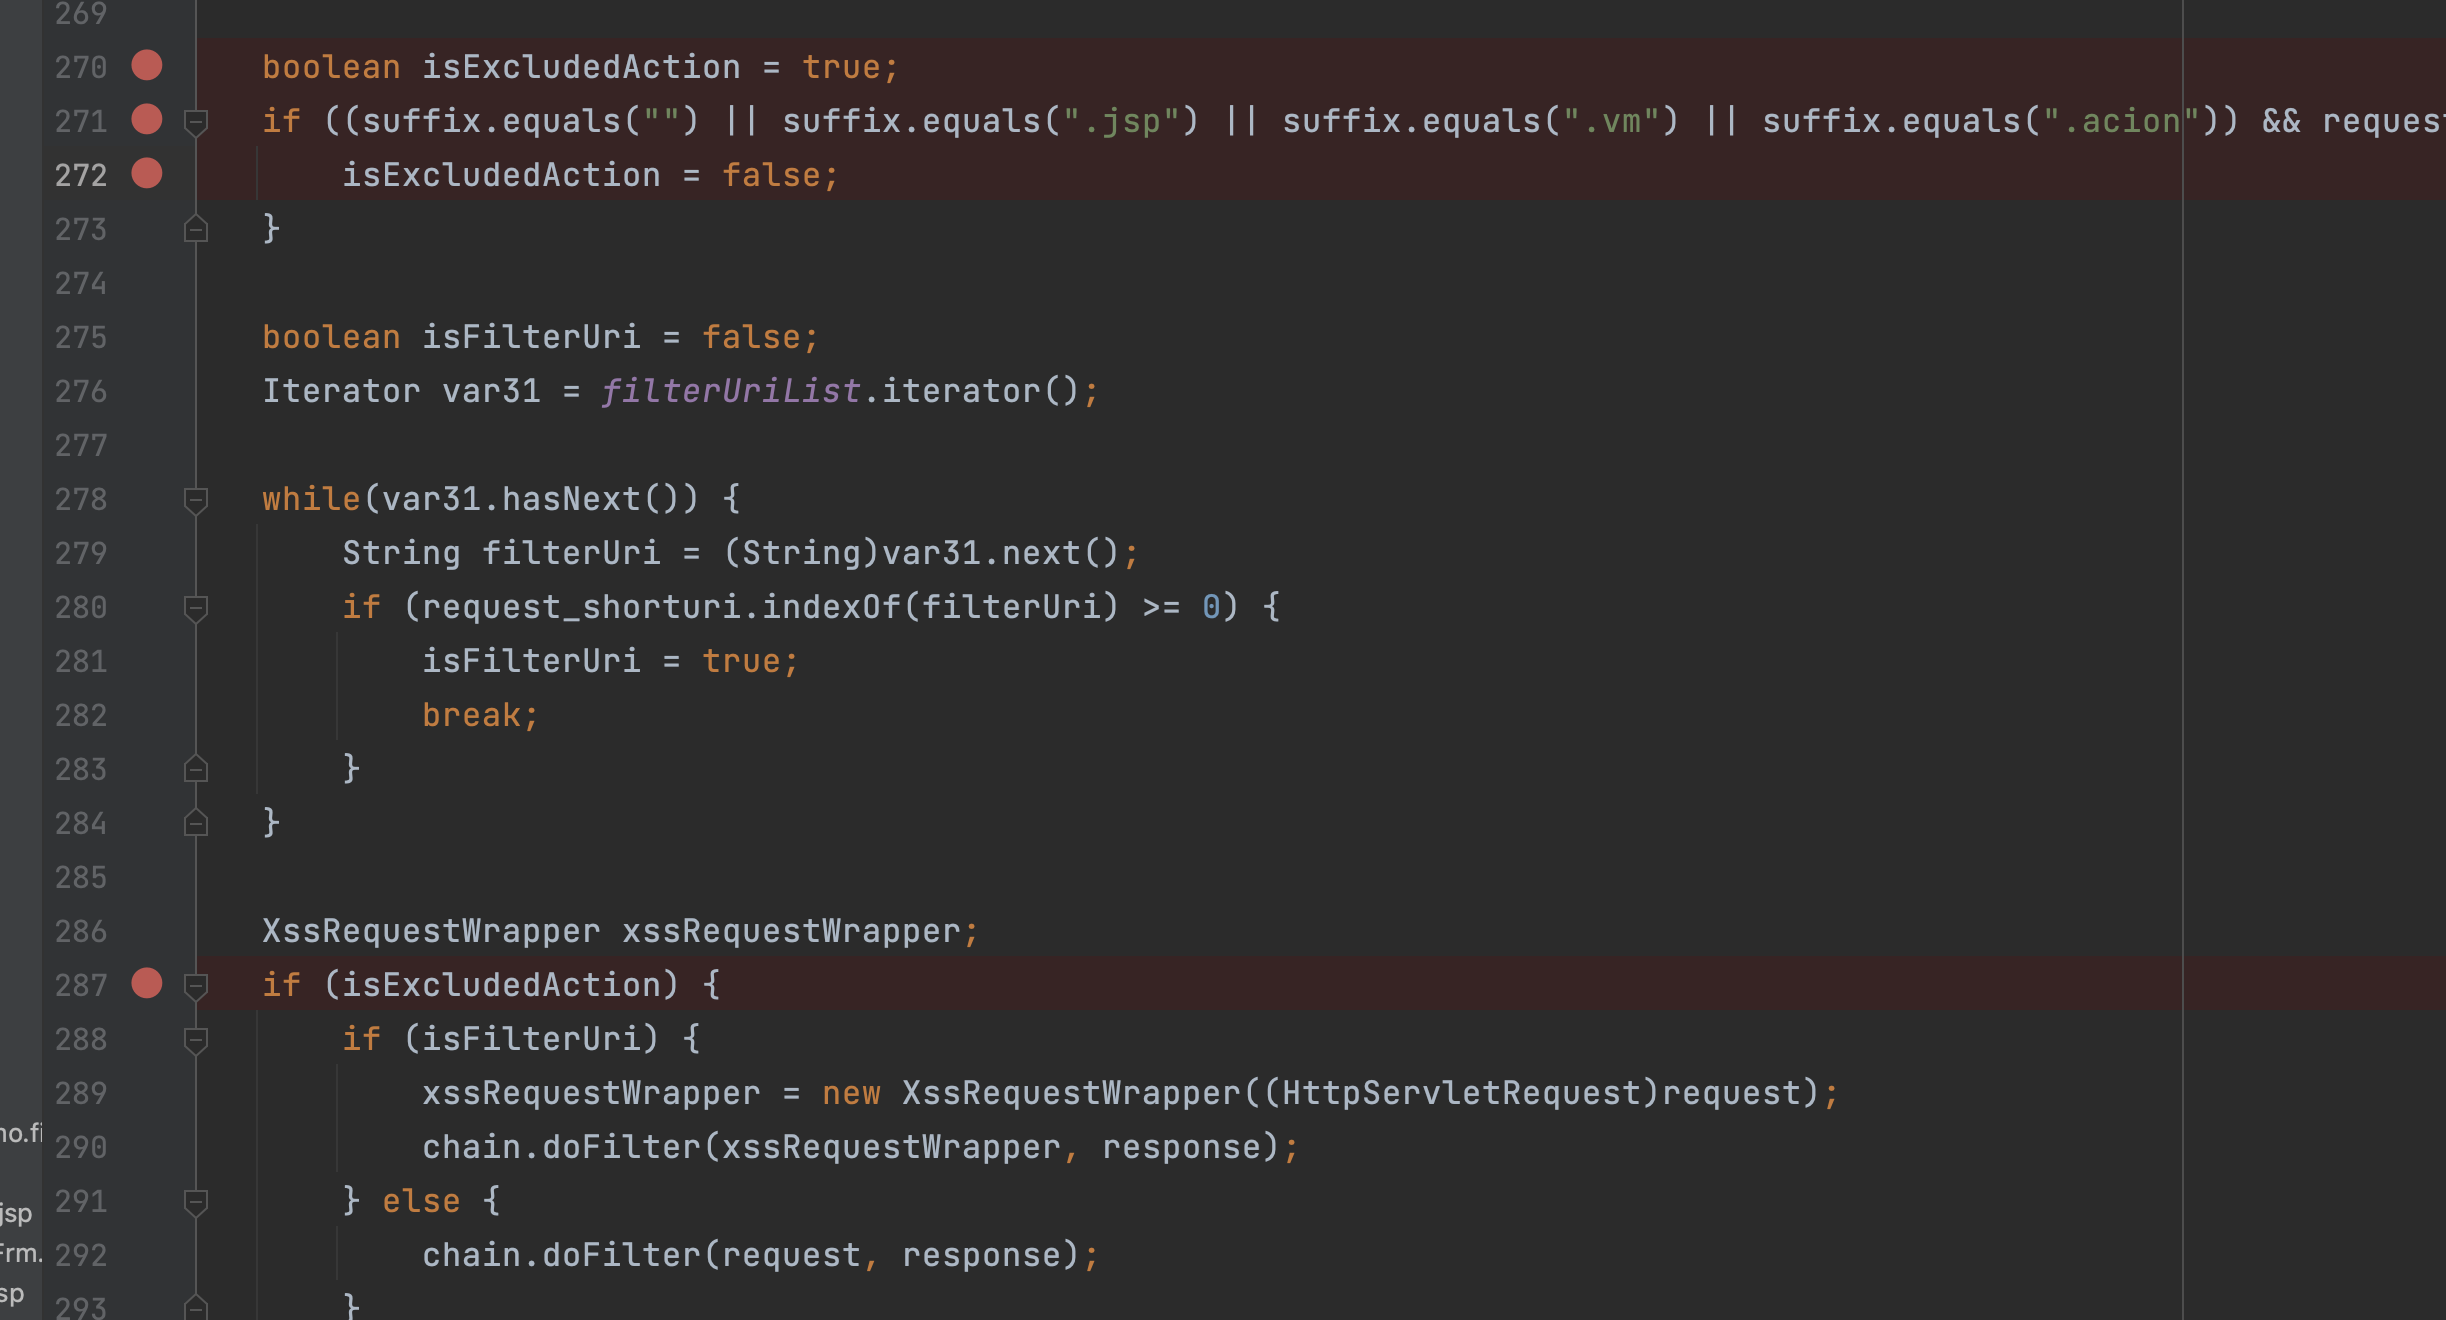 269
270 boolean isExcludedAction = true;
271 if ((suffix.equals("") || suffix.equals(".jsp") || suffix.equals(".vm") || suffix.equals(".acion")) && reques
272 isExcludedAction = false;
273 }
274
275 boolean isFilterUri = false;
276 Iterator var31 = filterUriList.iterator();
277
278 while(var31.hasNext()) {
279 String filterUri = (String)var31.next();
280 if (request_shorturi.indexOf(filterUri) >= 0) {
281 isFilterUri = true;
282 break;
283 }
284 }
285
286 XssRequestWrapper xssRequestWrapper;
287 if (isExcludedAction) {
288 if (isFilterUri) {
289 xssRequestWrapper = new XssRequestWrapper((HttpServletRequest)request);
no.fi
290 chain.doFilter(xssRequestWrapper, response);
jsp
291 } else {
Frm.
292 chain.doFilter(request, response);
sp
293 }